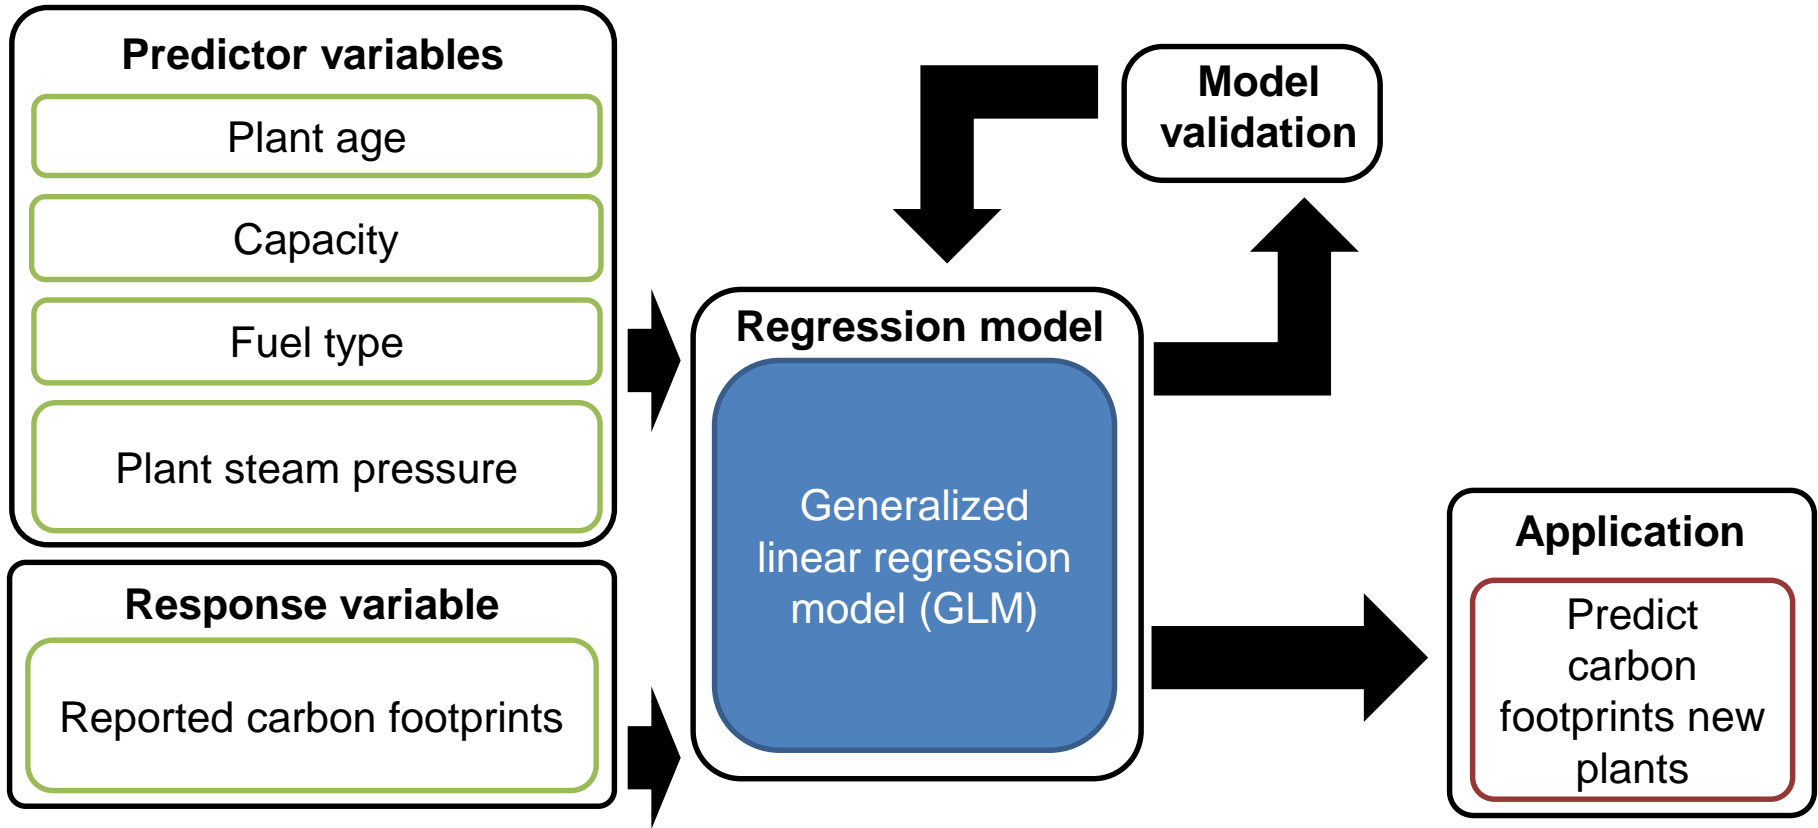 Predictor variables
Plant age
Capacity
Fuel type
Plant steam pressure
Response variable
Reported carbon footprints
Model
validation
Regression model
Generalized
linear regression
model (GLM)
Application
Predict
carbon
footprints new
plants